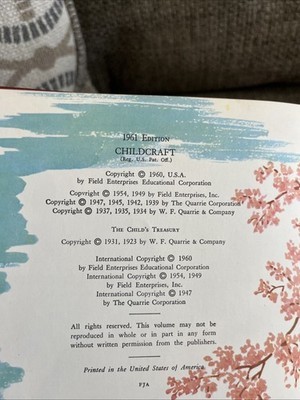 1961 EDITION
CHILDCRAFT
(Reg. U.S. Pat. Off.)
Copyright © 1960, U.S.A.
by Field Enterprises Educational Corporation
Copyright © 1954, 1949 by Field Enterprises, Inc.
Copyright © 1947, 1945, 1942, 1939 by The Quarrie Corporation
Copyright © 1937, 1935, 1934 by W. F. Quarrie & Company
THE CHILD'S TREASURY
Copyright © 1931, 1923 by W. F. Quarrie & Company
International Copyright © 1960
by Field Enterprises Educational Corporation
International Copyright © 1954, 1949
by Field Enterprises, Inc.
International Copyright © 1947
by The Quarrie Corporation
All rights reserved. This volume may not be
reproduced in whole or in part in any form
without written permission from the publishers.
Printed in the United States of America
FJA